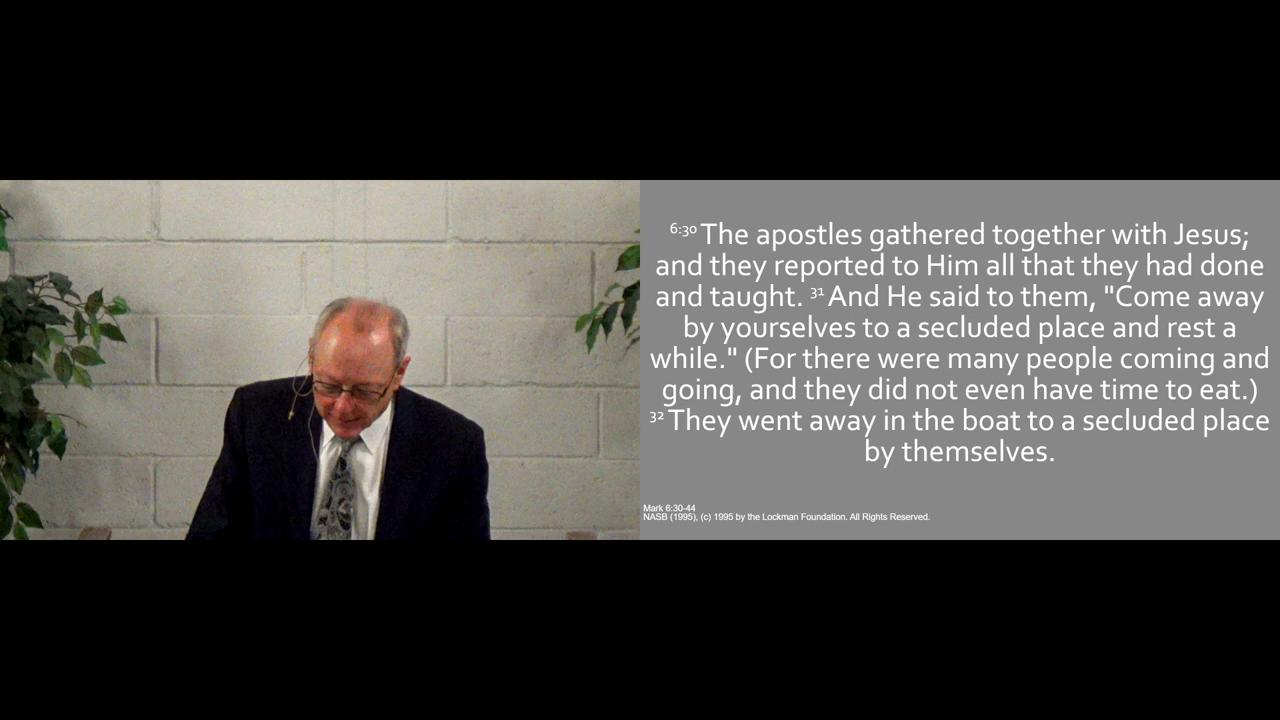 6:30 The apostles gathered together with Jesus;
and they reported to Him all that they had done
and taught. 31 And He said to them, "Come away
by yourselves to a secluded place and rest a
while." (For there were many people coming and
going, and they did not even have time to eat.)
32 They went away in the boat to a secluded place
by themselves.
Mark 6:30-44
NASB (1995), (c) 1995 by the Lockman Foundation. All Rights Reserved.